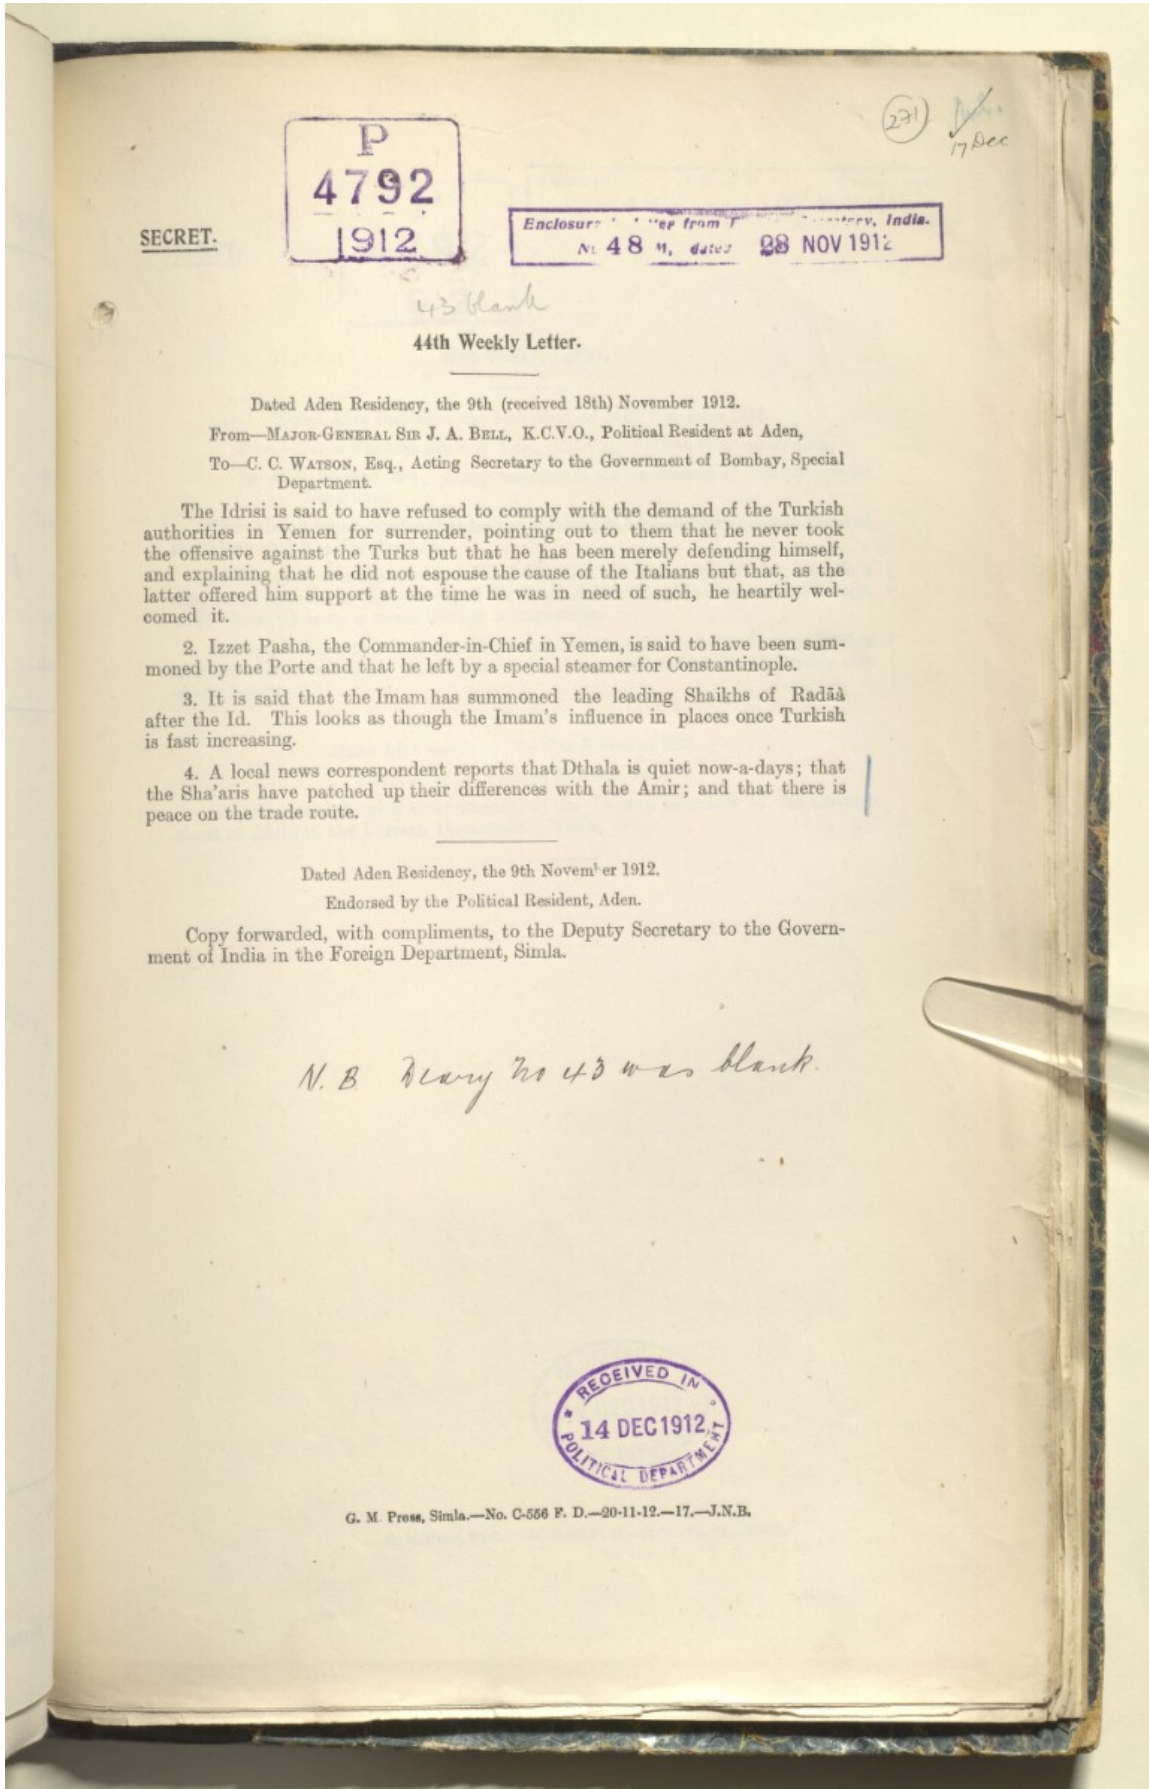 271
17 Dec
P
4792
1912
SECRET.
Enclosure from India.
48 M, dated 28 NOV 1912
43 blank
44th Weekly Letter.
Dated Aden Residency, the 9th (received 18th) November 1912.
From—MAJOR-GENERAL SIR J. A. BELL, K.C.V.O., Political Resident at Aden,
To—C. C. WATSON, Esq., Acting Secretary to the Government of Bombay, Special
Department.
The Idrisi is said to have refused to comply with the demand of the Turkish
authorities in Yemen for surrender, pointing out to them that he never took
the offensive against the Turks but that he has been merely defending himself,
and explaining that he did not espouse the cause of the Italians but that, as the
latter offered him support at the time he was in need of such, he heartily wel-
comed it.
2. Izzet Pasha, the Commander-in-Chief in Yemen, is said to have been sum-
moned by the Porte and that he left by a special steamer for Constantinople.
3. It is said that the Imam has summoned the leading Shaikhs of Radāà
after the Id. This looks as though the Imam's influence in places once Turkish
is fast increasing.
4. A local news correspondent reports that Dthala is quiet now-a-days; that
the Sha'aris have patched up their differences with the Amir; and that there is
peace on the trade route.
Dated Aden Residency, the 9th November 1912.
Endorsed by the Political Resident, Aden.
Copy forwarded, with compliments, to the Deputy Secretary to the Govern-
ment of India in the Foreign Department, Simla.
N. B. Diary No 43 was blank.
RECEIVED IN
14 DEC 1912
POLITICAL DEPARTMENT
G. M. Press, Simla.—No. C-556 F. D.—20-11-12.—17.—J.N.B.